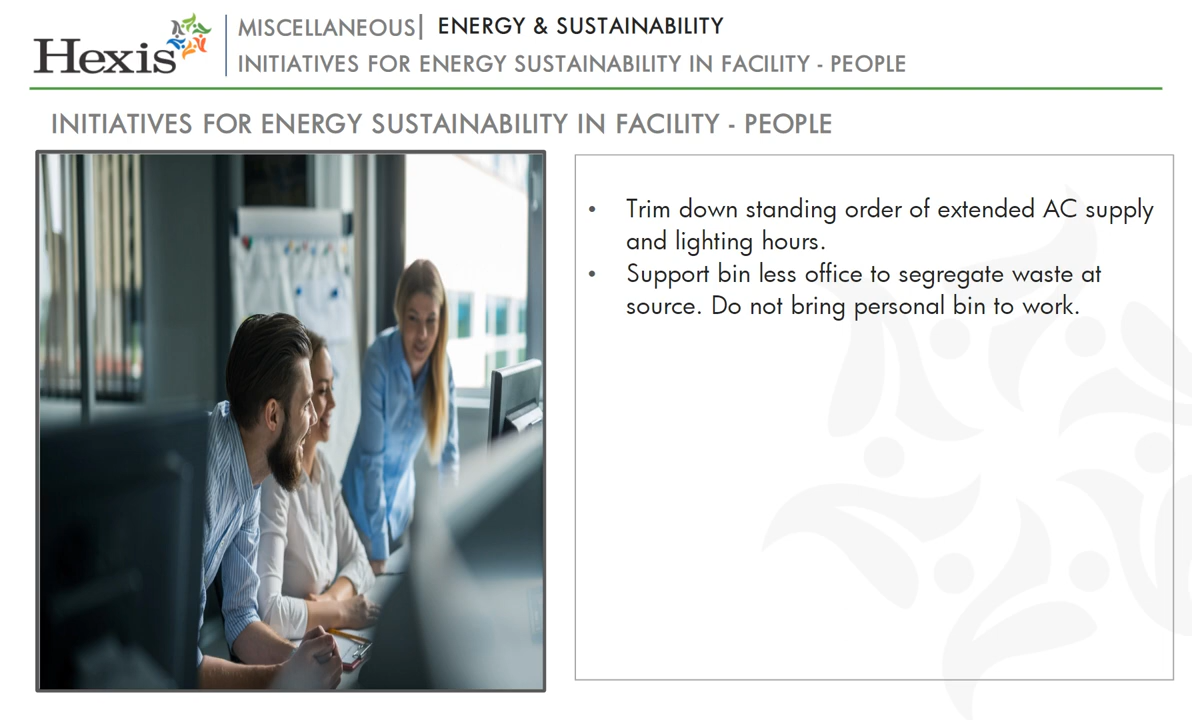 Hexis
MISCELLANEOUS| ENERGY & SUSTAINABILITY
INITIATIVES FOR ENERGY SUSTAINABILITY IN FACILITY - PEOPLE
INITIATIVES FOR ENERGY SUSTAINABILITY IN FACILITY - PEOPLE
• Trim down standing order of extended AC supply
and lighting hours.
• Support bin less office to segregate waste at
source. Do not bring personal bin to work.